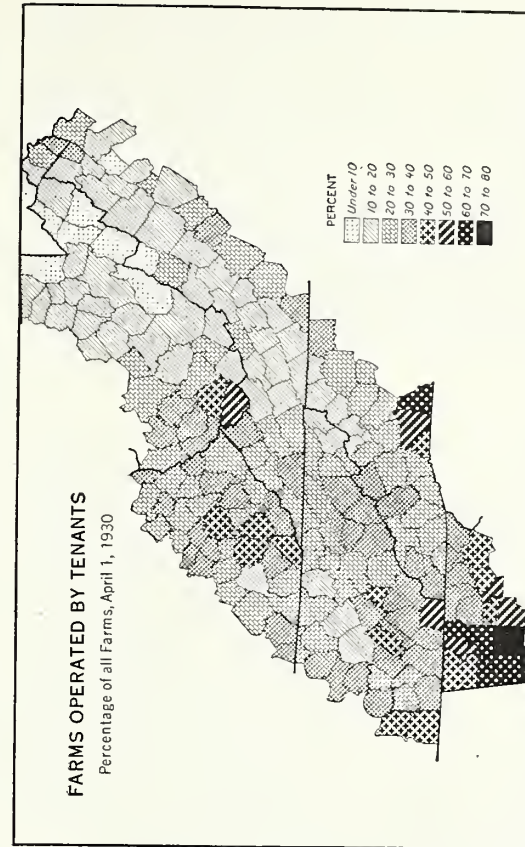 FARMS OPERATED BY TENANTS
Percentage of all Farms, April 1, 1930
PERCENT
Under 10
10 to 20
20 to 30
30 to 40
40 to 50
50 to 60
60 to 70
70 to 80